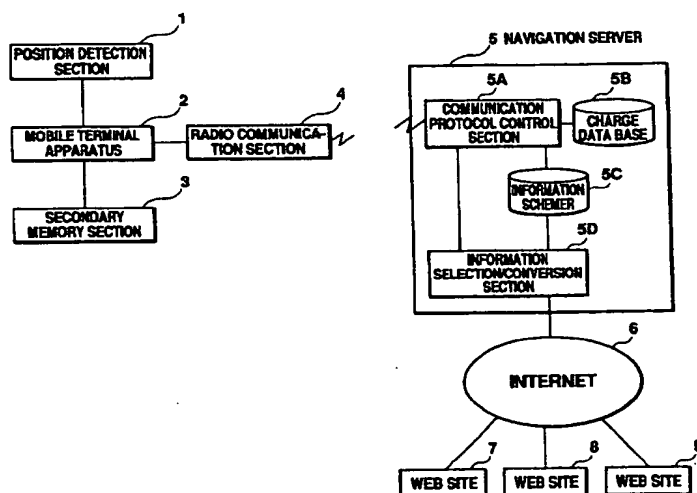 1
POSITION DETECTION
SECTION
2
MOBILE TERMINAL
APPARATUS
4
RADIO COMMUNICA-
TION SECTION
3
SECONDARY
MEMORY SECTION
5 NAVIGATION SERVER
5A
COMMUNICATION
PROTOCOL CONTROL
SECTION
5B
CHARGE
DATA BASE
INFORMATION
SCHEMER
5C
5D
INFORMATION
SELECTION/CONVERSION
SECTION
6
INTERNET
7
WEB SITE
8
WEB SITE
9
WEB SITE